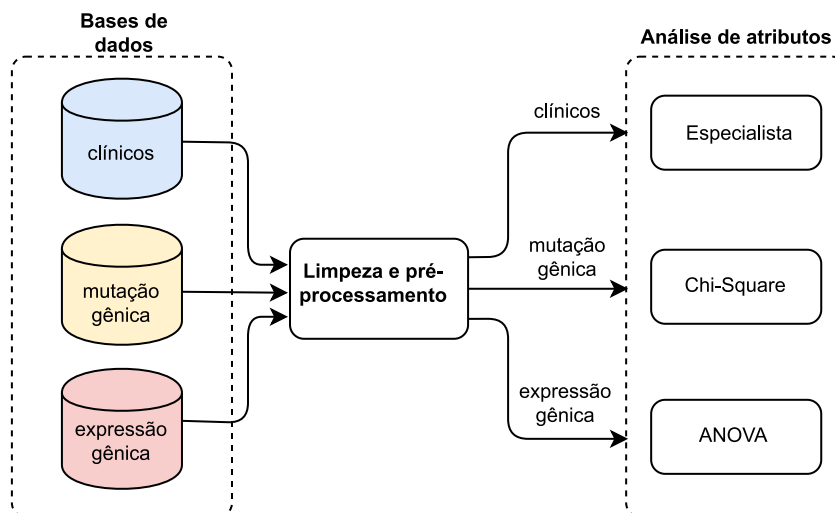 Bases de
dados
clínicos
mutação
gênica
expressão
gênica
Limpeza e pré-
processamento
clínicos
mutação
gênica
expressão
gênica
Análise de atributos
Especialista
Chi-Square
ANOVA